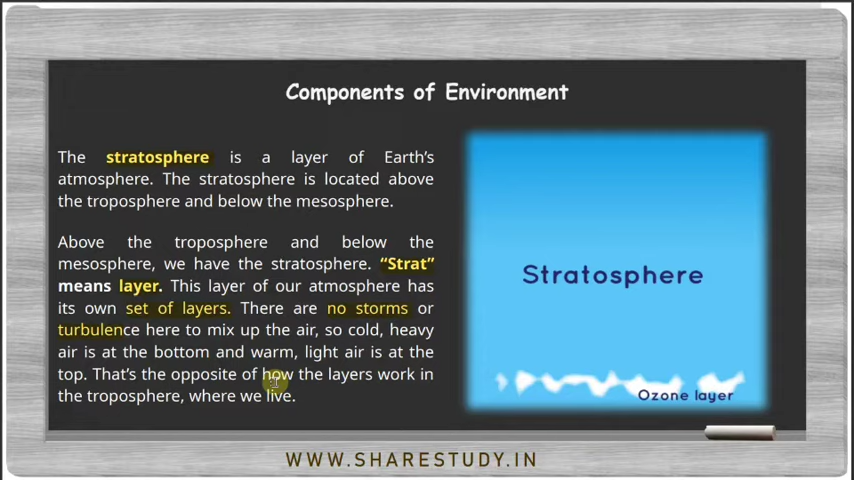 Components of Environment
The stratosphere is a layer of Earth's
atmosphere. The stratosphere is located above
the troposphere and below the mesosphere.
Above the troposphere and below the
mesosphere, we have the stratosphere. “Strat”
means layer. This layer of our atmosphere has
its own set of layers. There are no storms or
turbulence here to mix up the air, so cold, heavy
air is at the bottom and warm, light air is at the
top. That's the opposite of how the layers work in
the troposphere, where we live.
Stratosphere
Ozone layer
WWW.SHARESTUDY.IN